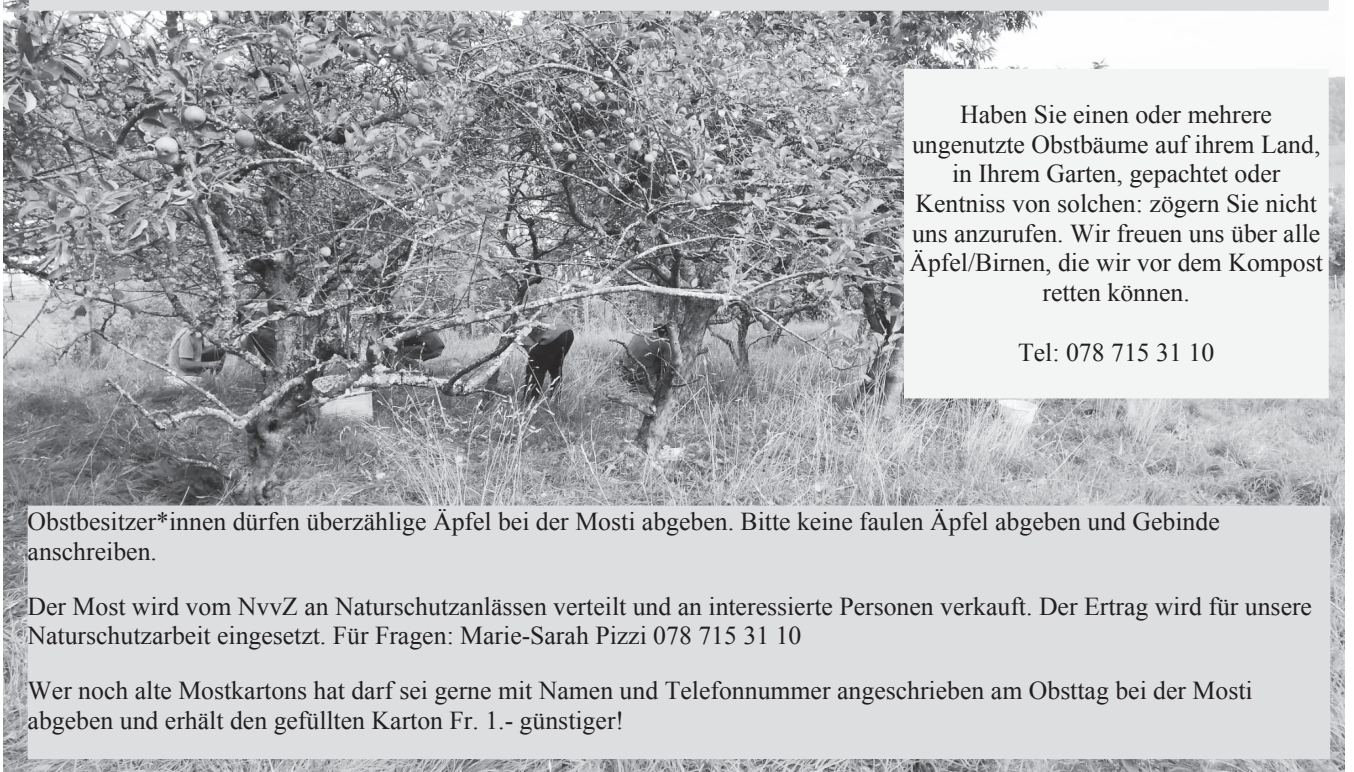 Haben Sie einen oder mehrere
ungenutzte Obstbäume auf ihrem Land,
in Ihrem Garten, gepachtet oder
Kentniss von solchen: zögern Sie nicht
uns anzurufen. Wir freuen uns über alle
Äpfel/Birnen, die wir vor dem Kompost
retten können.
Tel: 078 715 31 10
Obstbesitzer*innen dürfen überzählige Äpfel bei der Mosti abgeben. Bitte keine faulen Äpfel abgeben und Gebinde
anschreiben.
Der Most wird vom NvvZ an Naturschutzanlässen verteilt und an interessierte Personen verkauft. Der Ertrag wird für unsere
Naturschutzarbeit eingesetzt. Für Fragen: Marie-Sarah Pizzi 078 715 31 10
Wer noch alte Mostkartons hat darf sei gerne mit Namen und Telefonnummer angeschrieben am Obsttag bei der Mosti
abgeben und erhält den gefüllten Karton Fr. 1.- günstiger!